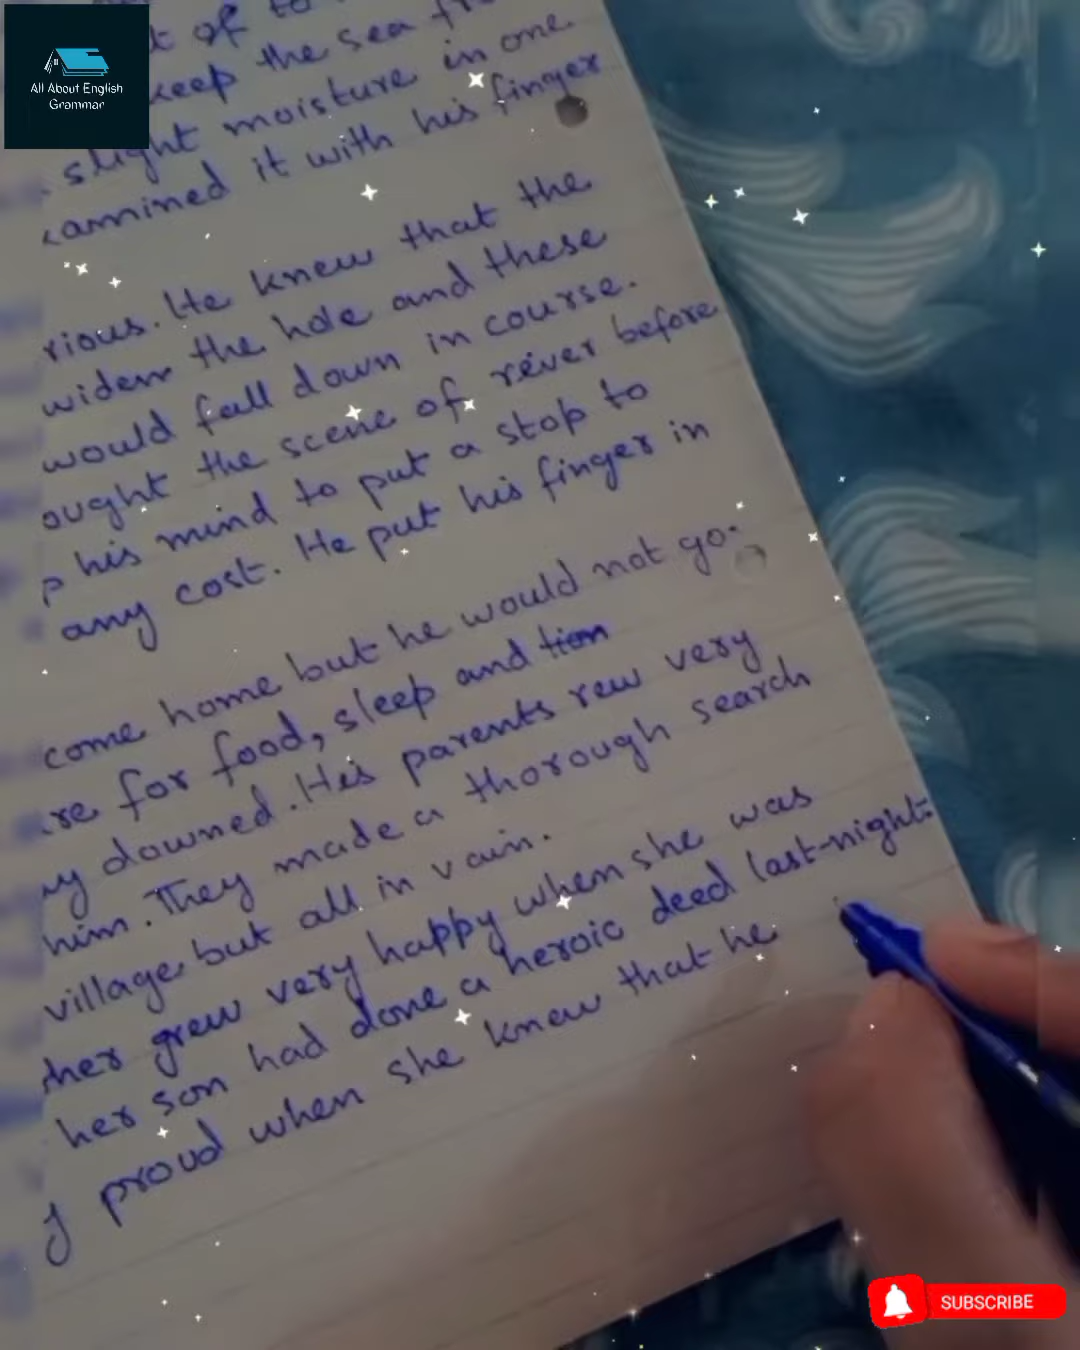 All About English
Grammar
t of to
keep the sea
slight moisture in one
amined it with his finger
rious. He knew that the
widen the hole and these
would fall down in course.
ought the scene of réver before
p his mind to put a stop to
any cost. He put his finger in
come home but he would not go.
re for food, sleep and
y dawned. His parents rew very
him. They made a thorough search
village but all in vain.
her grew very happy when she was
her son had done a heroic deed last-night.
y proud when she knew that he
SUBSCRIBE